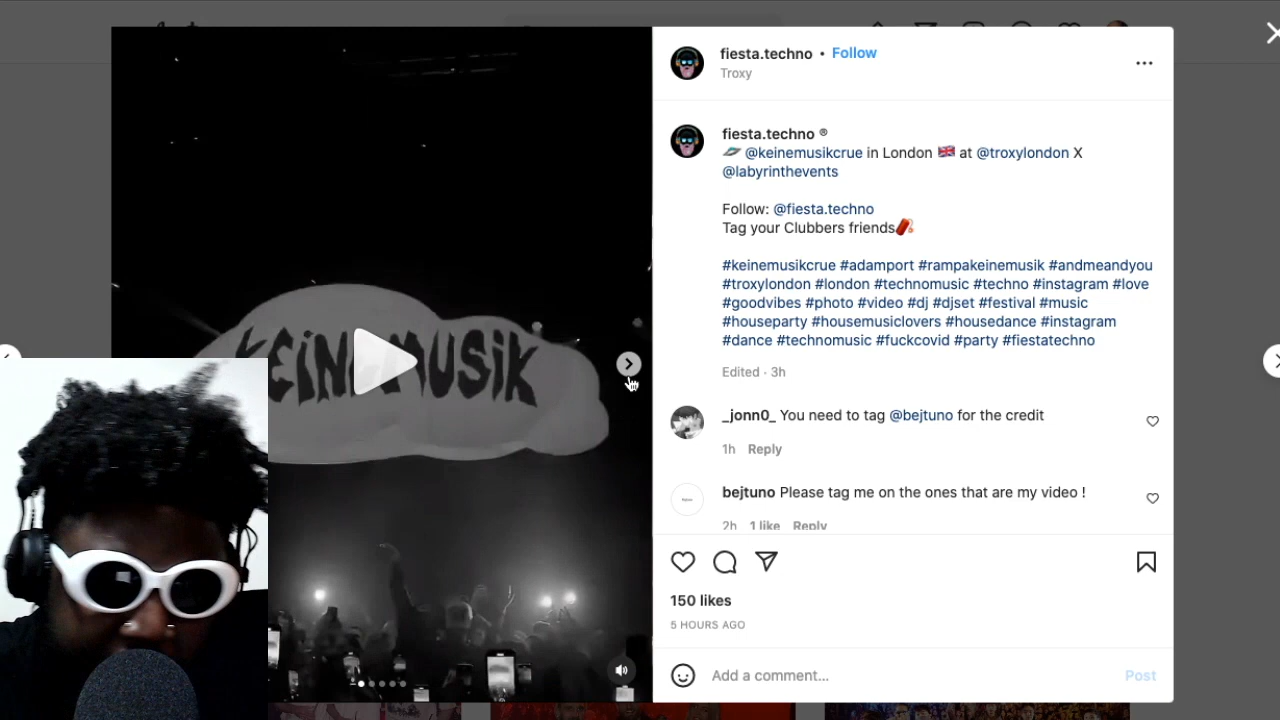 fiesta.techno • Follow
Troxy
fiesta.techno ®
@keinemusikcrue in London 🇬🇧 at @troxylondon X
@labyrinthevents
Follow: @fiesta.techno
Tag your Clubbers friends
#keinemusikcrue #adamport #rampakeinemusik #andmeandyou
#troxylondon #london #technomusic #techno #instagram #love
#goodvibes #photo #video #dj #djset #festival #music
#houseparty #housemusiclovers #housedance #instagram
#dance #technomusic #fuckcovid #party #fiestatechno
Edited · 3h
_jonn0_ You need to tag @bejtuno for the credit
1h Reply
bejtuno Please tag me on the ones that are my video !
2h 1 like Reply
150 likes
5 HOURS AGO
Add a comment... Post
KEINEMUSIK